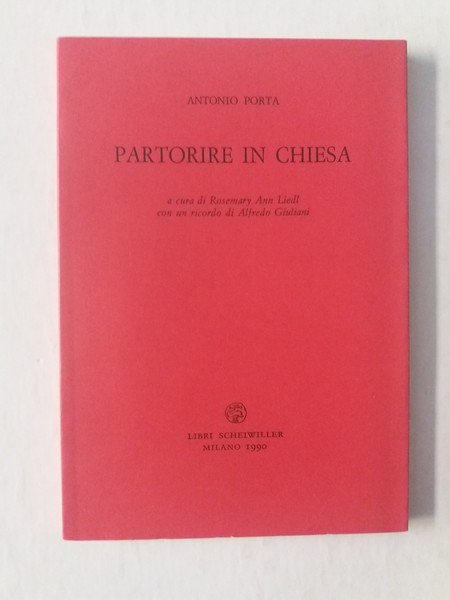 ANTONIO PORTA
PARTORIRE IN CHIESA
a cura di Rosemary Ann Liedl
con un ricordo di Alfredo Giuliani
LIBRI SCHEIWILLER
MILANO 1990